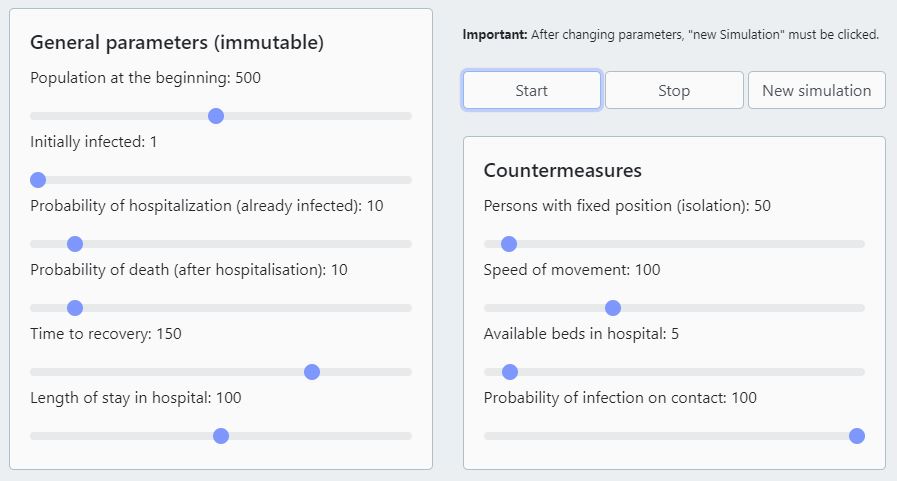 General parameters (immutable)
Population at the beginning: 500
Initially infected: 1
Probability of hospitalization (already infected): 10
Probability of death (after hospitalisation): 10
Time to recovery: 150
Length of stay in hospital: 100
Important: After changing parameters, "new Simulation" must be clicked.
Start
Stop
New simulation
Countermeasures
Persons with fixed position (isolation): 50
Speed of movement: 100
Available beds in hospital: 5
Probability of infection on contact: 100